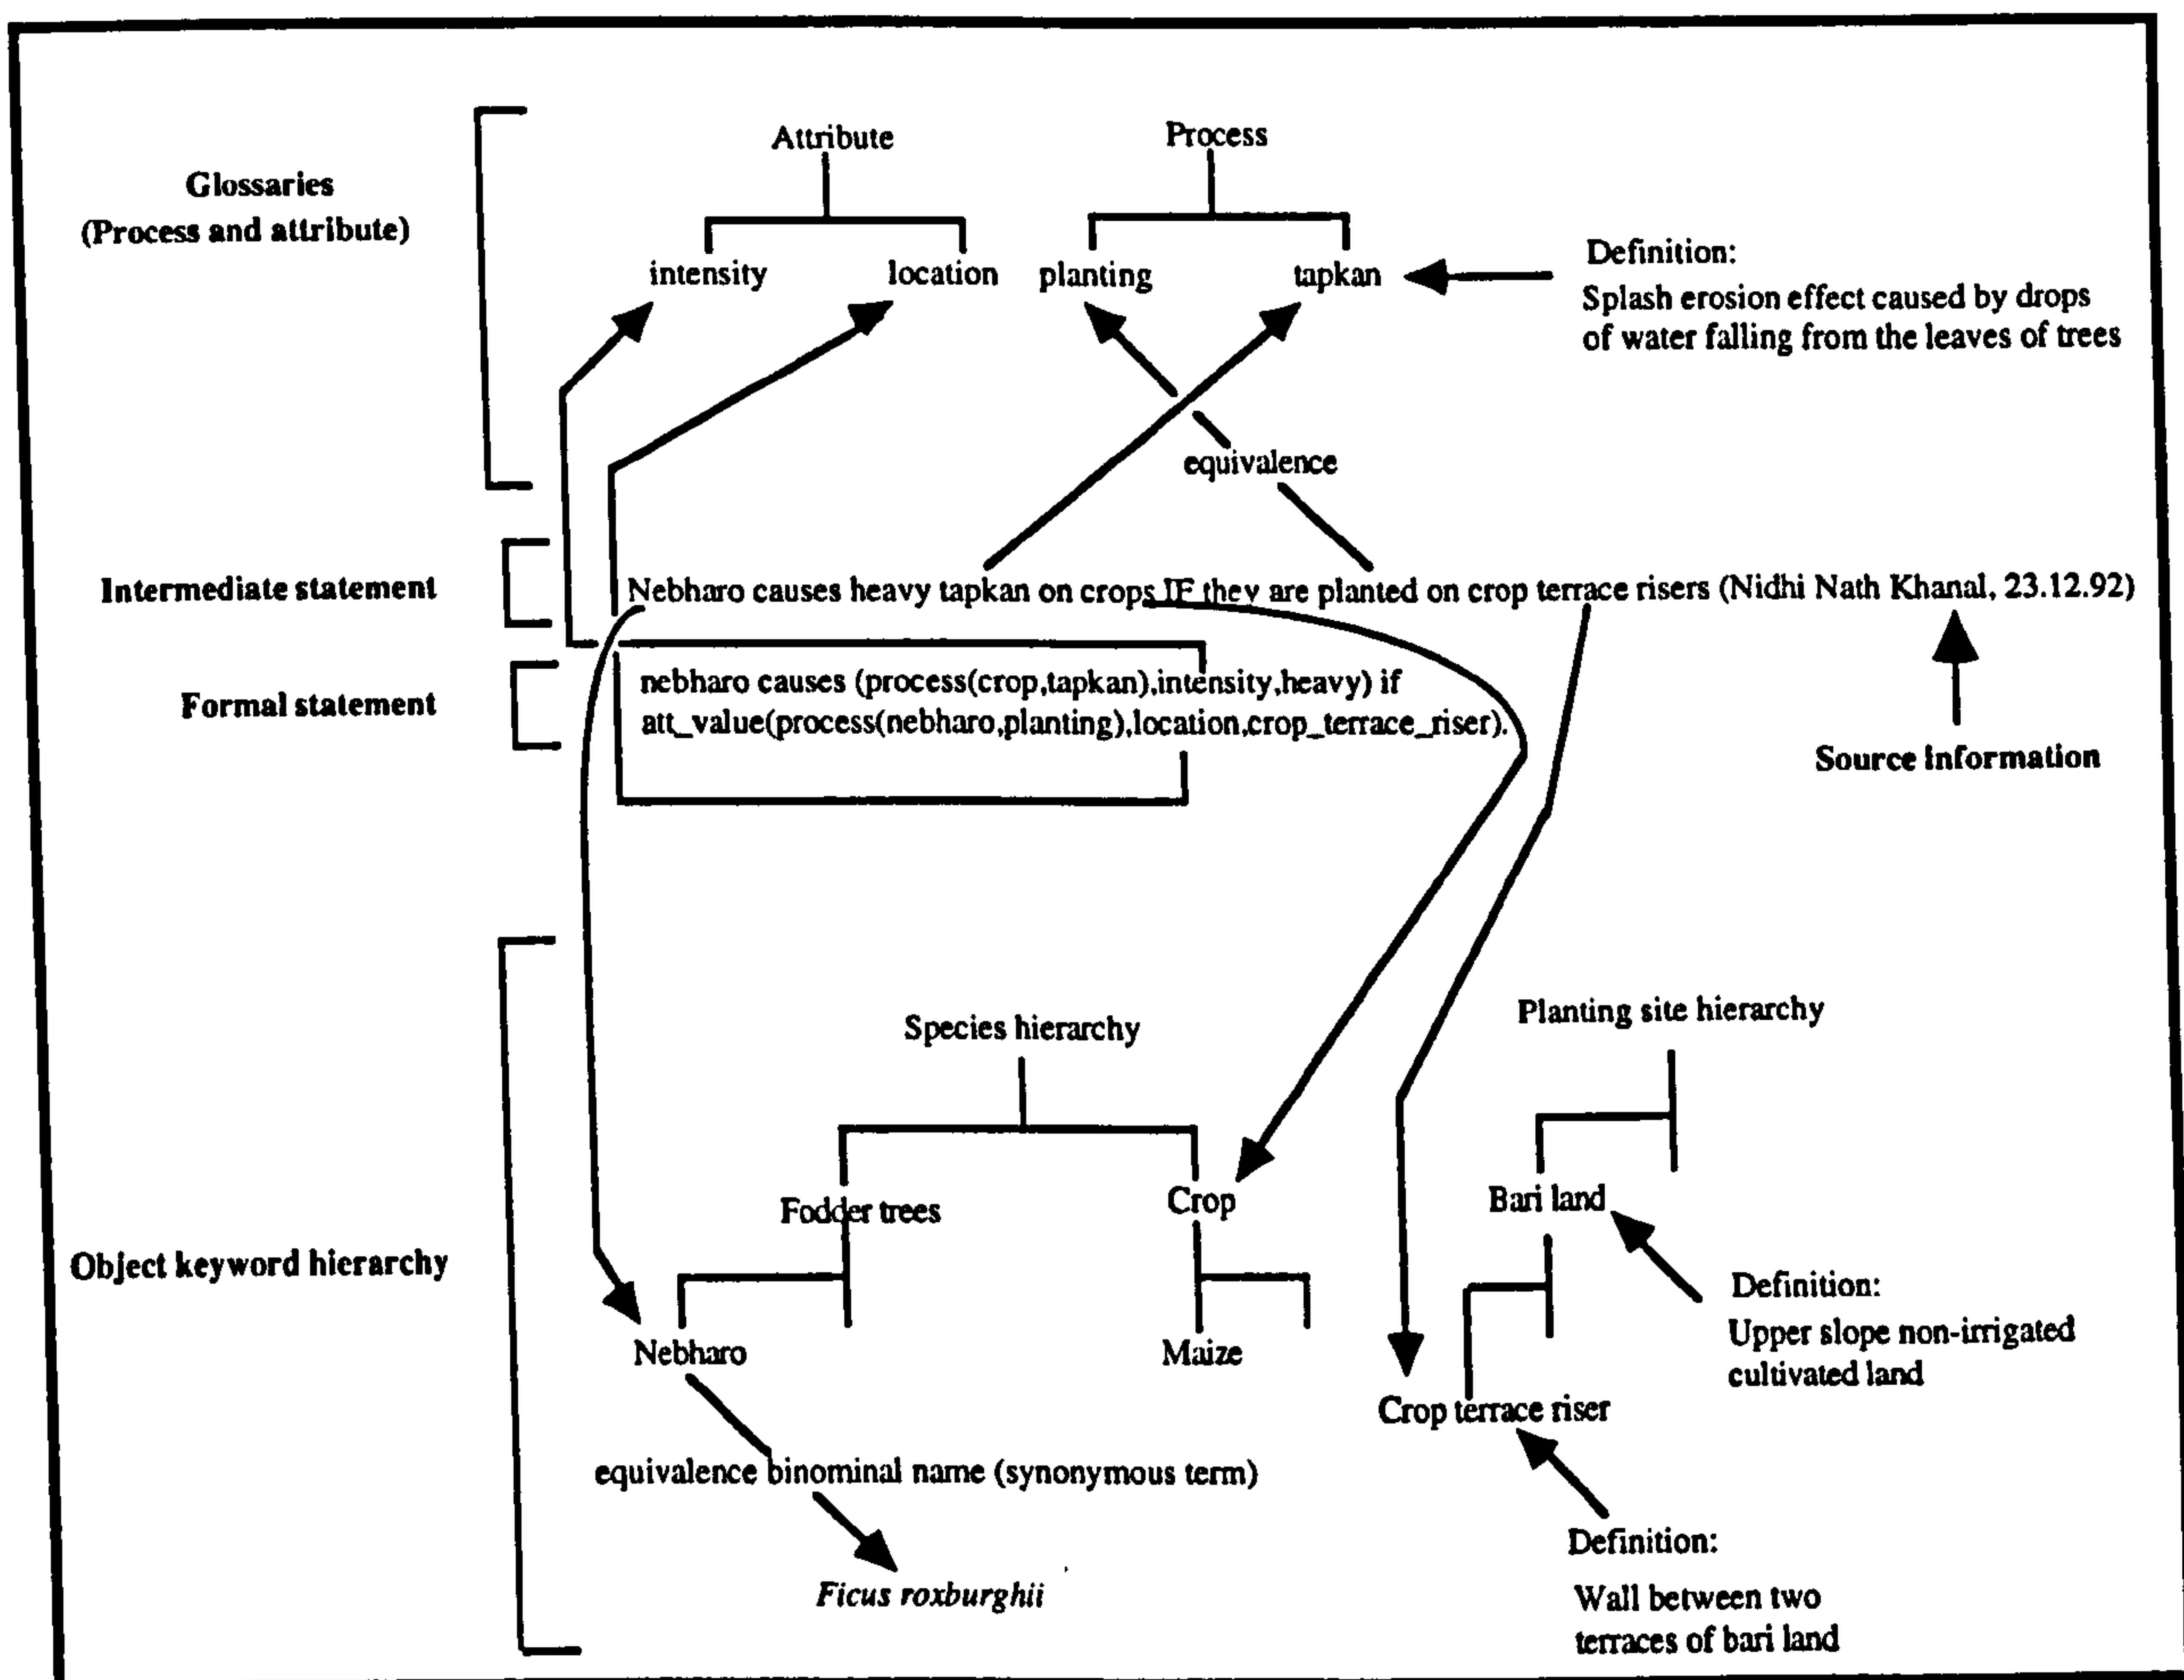 Attribute
Process
Glossaries
(Process and attribute)
intensity
location
planting
tapkan
Definition:
Splash erosion effect caused by drops
of water falling from the leaves of trees
equivalence
Intermediate statement
Nebharo causes heavy tapkan on crops IF they are planted on crop terrace risers (Nidhi Nath Khanal, 23.12.92)
Formal statement
nebharo causes (process(crop,tapkan),intensity,heavy) if
att_value(process(nebharo,planting),location,crop_terrace_riser).
Source Information
Object keyword hierarchy
Species hierarchy
Planting site hierarchy
Fodder trees
Crop
Bari land
Definition:
Upper slope non-irrigated
cultivated land
Nebharo
Maize
Crop terrace riser
equivalence binominal name (synonymous term)
Ficus roxburghii
Definition:
Wall between two
terraces of bari land